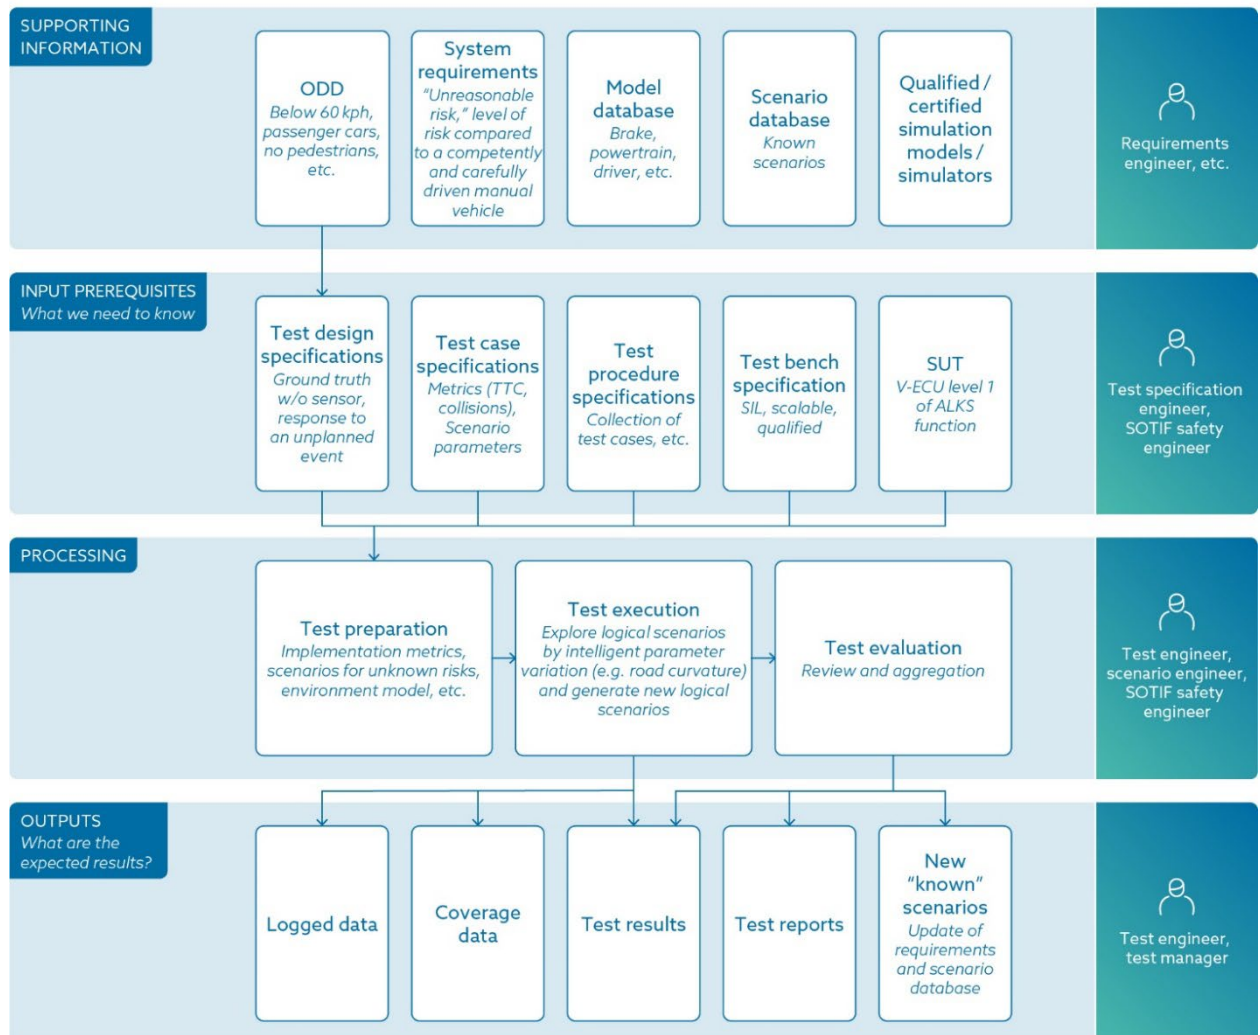 SUPPORTING
INFORMATION
ODD
Below 60 kph,
passenger cars,
no pedestrians,
etc.
System
requirements
“Unreasonable
risk,” level of
risk compared
to a competently
and carefully
driven manual
vehicle
Model
database
Brake,
powertrain,
driver, etc.
Scenario
database
Known
scenarios
Qualified /
certified
simulation
models /
simulators
Requirements
engineer, etc.
INPUT PREREQUISITES
What we need to know
Test design
specifications
Ground truth
w/o sensor,
response to
an unplanned
event
Test case
specifications
Metrics (TTC,
collisions),
Scenario
parameters
Test
procedure
specifications
Collection of
test cases, etc.
Test bench
specification
SIL, scalable,
qualified
SUT
V-ECU level 1
of ALKS
function
Test specification
engineer,
SOTIF safety
engineer
PROCESSING
Test preparation
Implementation metrics,
scenarios for unknown risks,
environment model, etc.
Test execution
Explore logical scenarios
by intelligent parameter
variation (e.g. road curvature)
and generate new logical
scenarios
Test evaluation
Review and aggregation
Test engineer,
scenario engineer,
SOTIF safety
engineer
OUTPUTS
What are the
expected results?
Logged data
Coverage
data
Test results
Test reports
New
“known”
scenarios
Update of
requirements
and scenario
database
Test engineer,
test manager